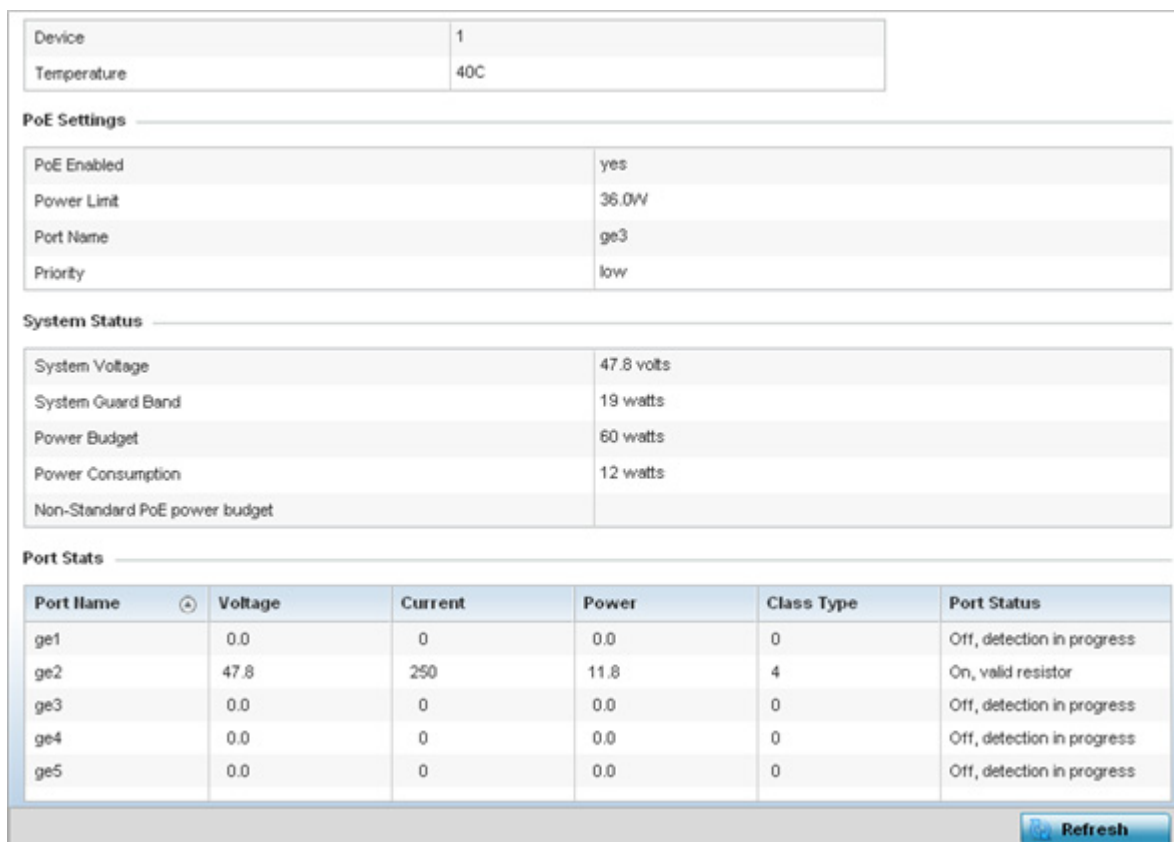 Device 1
Temperature 40C
PoE Settings
PoE Enabled yes
Power Limit 36.0W
Port Name ge3
Priority low
System Status
System Voltage 47.8 volts
System Guard Band 19 watts
Power Budget 60 watts
Power Consumption 12 watts
Non-Standard PoE power budget
Port Stats
Port Name Voltage Current Power Class Type Port Status
ge1 0.0 0 0.0 0 Off, detection in progress
ge2 47.8 250 11.8 4 On, valid resistor
ge3 0.0 0 0.0 0 Off, detection in progress
ge4 0.0 0 0.0 0 Off, detection in progress
ge5 0.0 0 0.0 0 Off, detection in progress
Refresh